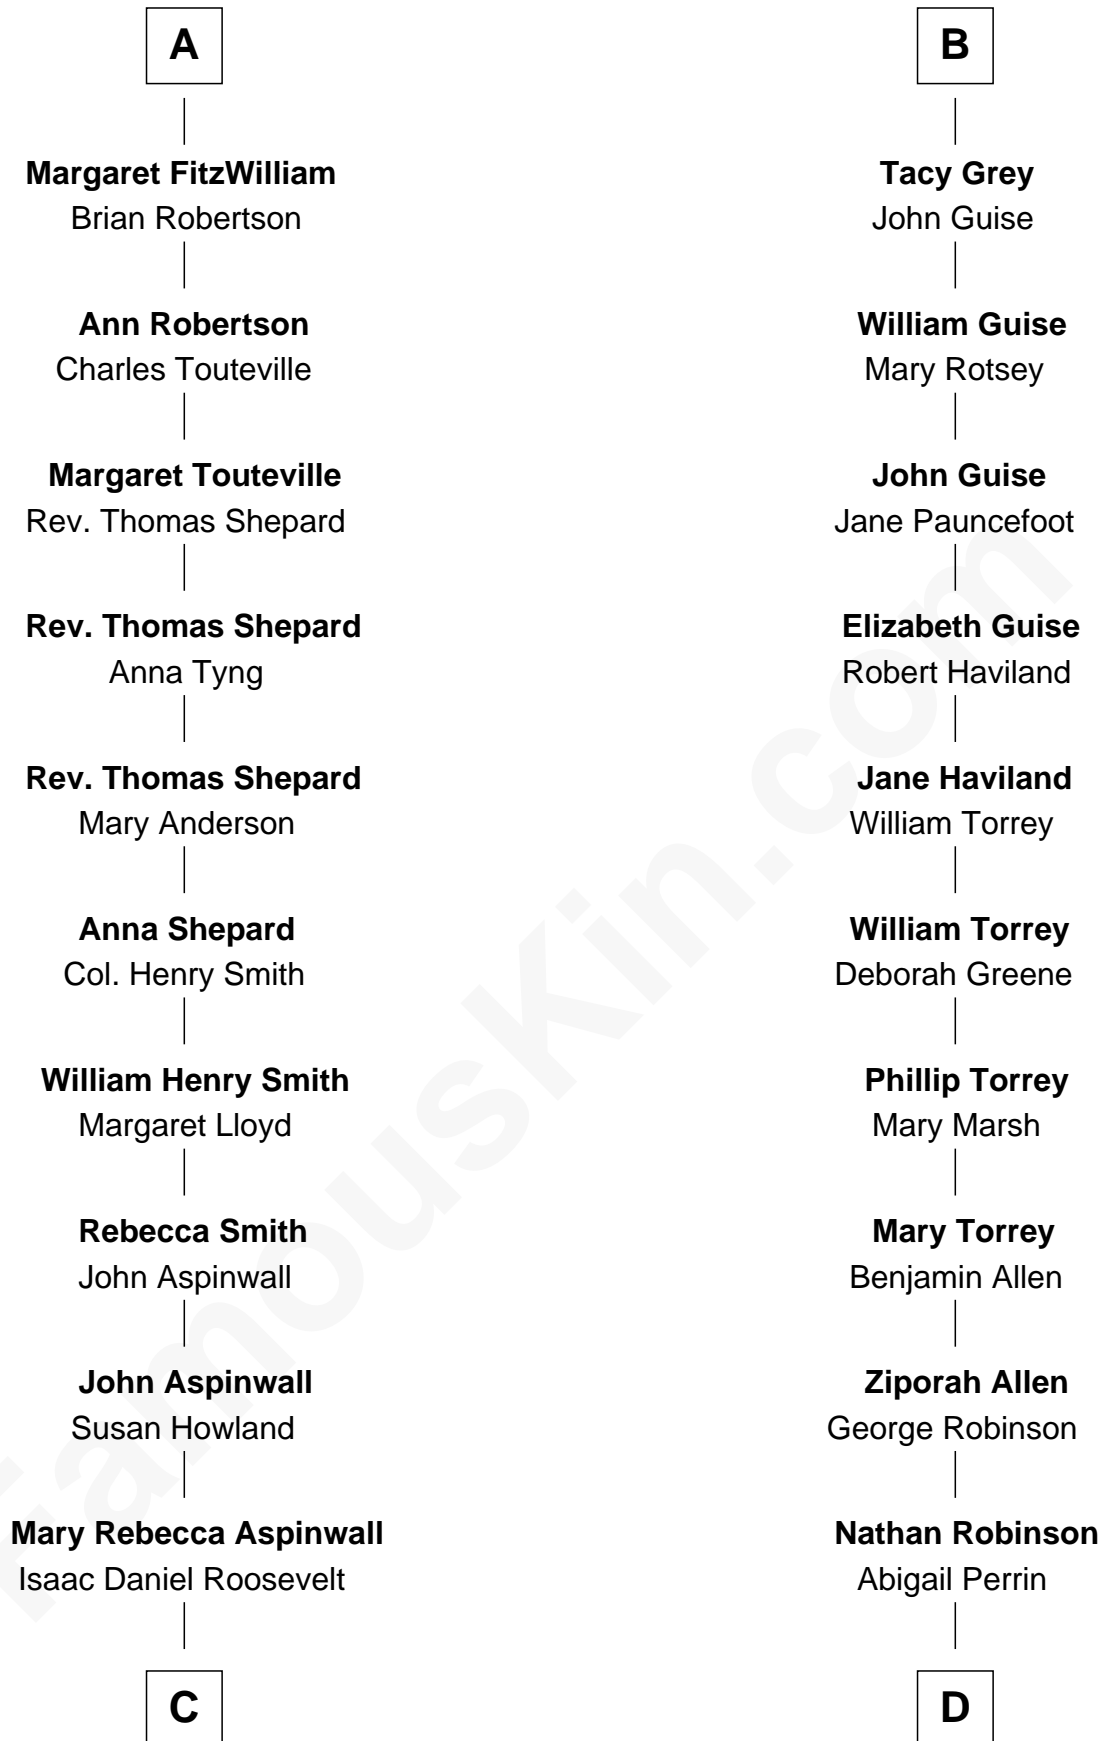 A
Margaret FitzWilliam
Brian Robertson
Ann Robertson
Charles Touteville
Margaret Touteville
Rev. Thomas Shepard
Rev. Thomas Shepard
Anna Tyng
Rev. Thomas Shepard
Mary Anderson
Anna Shepard
Col. Henry Smith
William Henry Smith
Margaret Lloyd
Rebecca Smith
John Aspinwall
John Aspinwall
Susan Howland
Mary Rebecca Aspinwall
Isaac Daniel Roosevelt
C
B
Tacy Grey
John Guise
William Guise
Mary Rotsey
John Guise
Jane Pauncefoot
Elizabeth Guise
Robert Haviland
Jane Haviland
William Torrey
William Torrey
Deborah Greene
Phillip Torrey
Mary Marsh
Mary Torrey
Benjamin Allen
Ziporah Allen
George Robinson
Nathan Robinson
Abigail Perrin
D
FamousKin.com